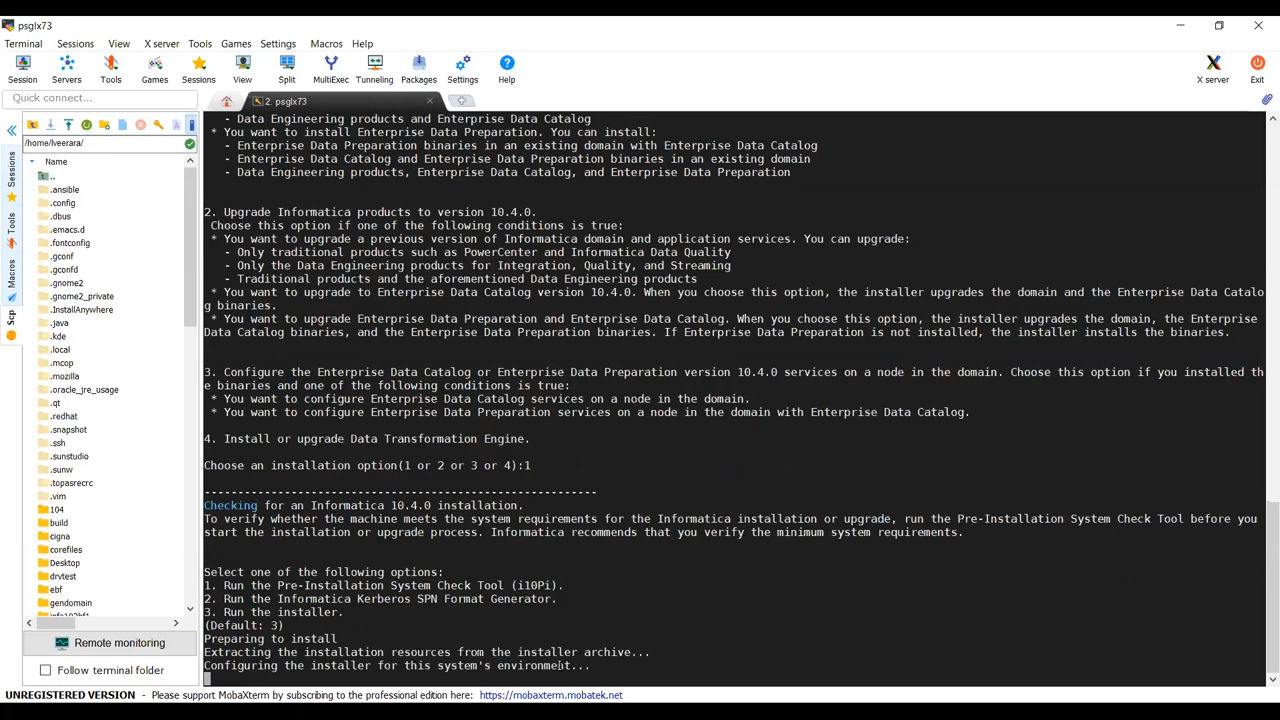 psglx73
Terminal Sessions View X server Tools Games Settings Macros Help
Session Servers Tools Games Sessions View Split MultiExec Tunneling Packages Settings Help X server Exit
Quick connect...
2. psglx73
/home/lveerara/
Name
..
.ansible
.config
.dbus
.emacs.d
.fontconfig
.gconf
.gconfd
.gnome2
.gnome2_private
.InstallAnywhere
.java
.kde
.local
.mcop
.mozilla
.oracle_jre_usage
.qt
.redhat
.snapshot
.ssh
.sunstudio
.sunw
.topasrecrc
.vim
104
build
cigna
corefiles
Desktop
drvtest
ebf
gendomain
Sessions
Tools
Macros
Scp
Remote monitoring
Follow terminal folder
- Data Engineering products and Enterprise Data Catalog
* You want to install Enterprise Data Preparation. You can install:
- Enterprise Data Preparation binaries in an existing domain with Enterprise Data Catalog
- Enterprise Data Catalog and Enterprise Data Preparation binaries in an existing domain
- Data Engineering products, Enterprise Data Catalog, and Enterprise Data Preparation
2. Upgrade Informatica products to version 10.4.0.
Choose this option if one of the following conditions is true:
* You want to upgrade a previous version of Informatica domain and application services. You can upgrade:
- Only traditional products such as PowerCenter and Informatica Data Quality
- Only the Data Engineering products for Integration, Quality, and Streaming
- Traditional products and the aforementioned Data Engineering products
* You want to upgrade to Enterprise Data Catalog version 10.4.0. When you choose this option, the installer upgrades the domain and the Enterprise Data Catalo
g binaries.
* You want to upgrade Enterprise Data Preparation and Enterprise Data Catalog. When you choose this option, the installer upgrades the domain, the Enterprise
Data Catalog binaries, and the Enterprise Data Preparation binaries. If Enterprise Data Preparation is not installed, the installer installs the binaries.
3. Configure the Enterprise Data Catalog or Enterprise Data Preparation version 10.4.0 services on a node in the domain. Choose this option if you installed th
e binaries and one of the following conditions is true:
* You want to configure Enterprise Data Catalog services on a node in the domain.
* You want to configure Enterprise Data Preparation services on a node in the domain with Enterprise Data Catalog.
4. Install or upgrade Data Transformation Engine.
Choose an installation option(1 or 2 or 3 or 4):1
-----------------------------------------------------------
Checking for an Informatica 10.4.0 installation.
To verify whether the machine meets the system requirements for the Informatica installation or upgrade, run the Pre-Installation System Check Tool before you
start the installation or upgrade process. Informatica recommends that you verify the minimum system requirements.
Select one of the following options:
1. Run the Pre-Installation System Check Tool (i10Pi).
2. Run the Informatica Kerberos SPN Format Generator.
3. Run the installer.
(Default: 3)
Preparing to install
Extracting the installation resources from the installer archive...
Configuring the installer for this system's environment...
UNREGISTERED VERSION - Please support MobaXterm by subscribing to the professional edition here: https://mobaxterm.mobatek.net